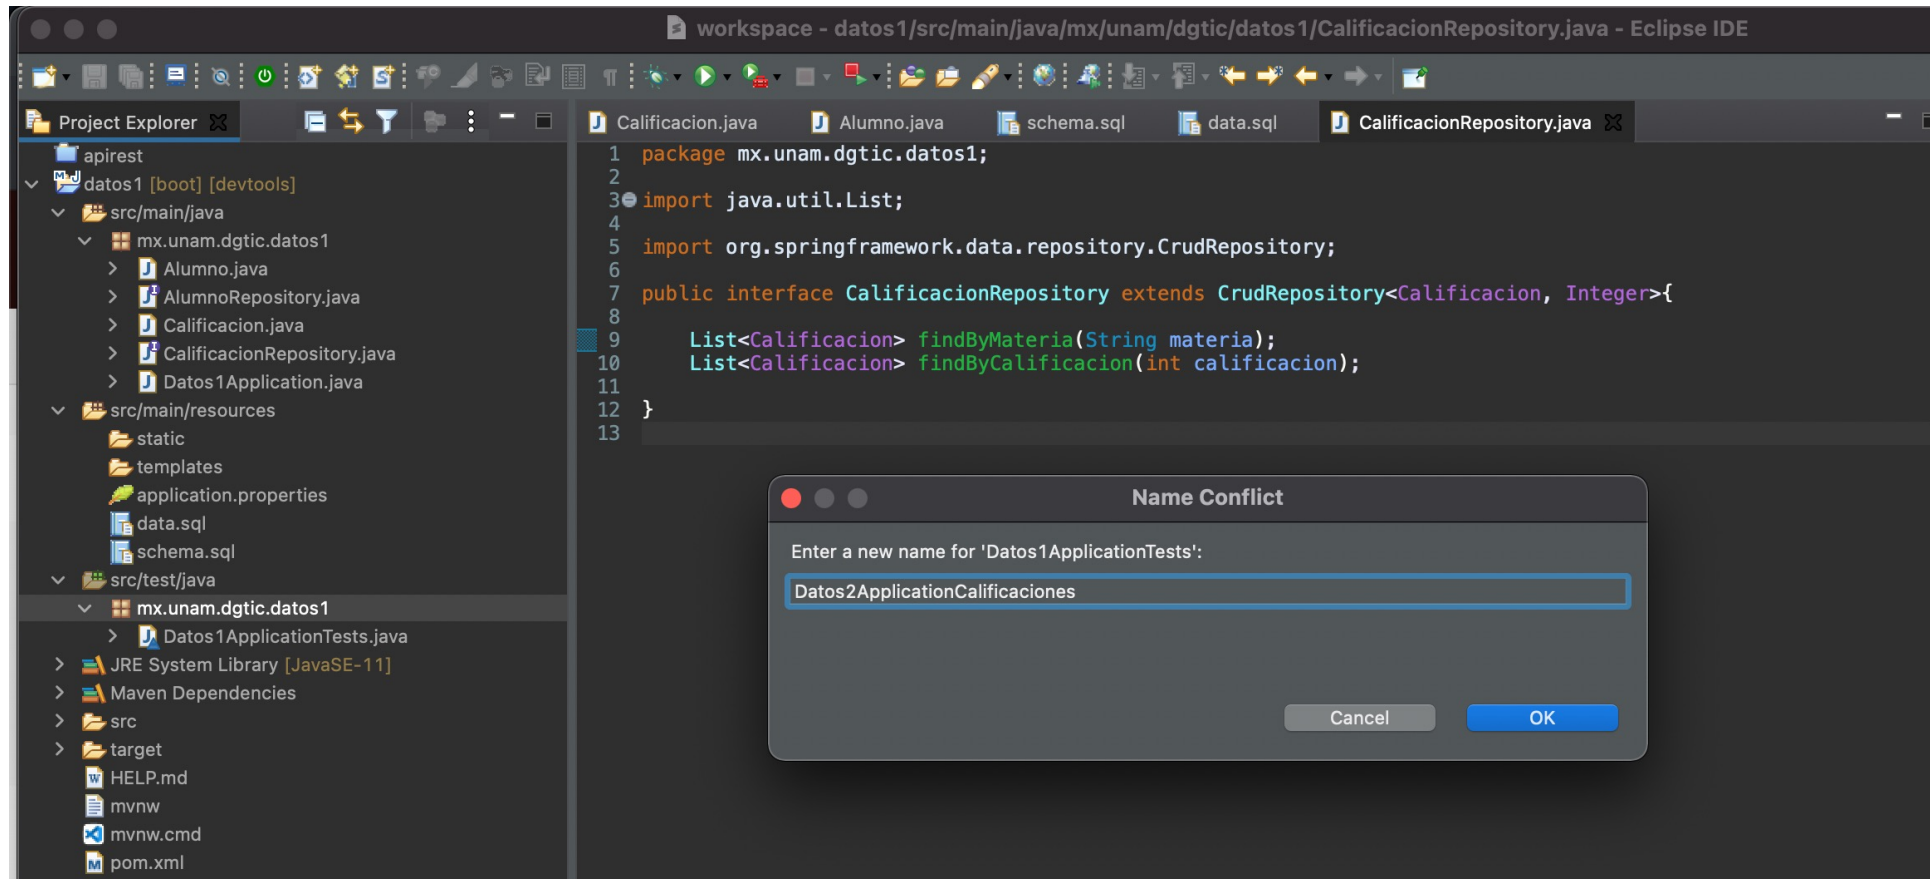 workspace - datos1/src/main/java/mx/unam/dgtic/datos1/CalificacionRepository.java - Eclipse IDE
Project Explorer
apirest
datos1 [boot] [devtools]
src/main/java
mx.unam.dgtic.datos1
Alumno.java
AlumnoRepository.java
Calificacion.java
CalificacionRepository.java
Datos1Application.java
src/main/resources
static
templates
application.properties
data.sql
schema.sql
src/test/java
mx.unam.dgtic.datos1
Datos1ApplicationTests.java
JRE System Library [JavaSE-11]
Maven Dependencies
src
target
HELP.md
mvnw
mvnw.cmd
pom.xml
Calificacion.java Alumno.java schema.sql data.sql CalificacionRepository.java
1 package mx.unam.dgtic.datos1;
2
3 import java.util.List;
4
5 import org.springframework.data.repository.CrudRepository;
6
7 public interface CalificacionRepository extends CrudRepository<Calificacion, Integer>{
8
9 List<Calificacion> findByMateria(String materia);
10 List<Calificacion> findByCalificacion(int calificacion);
11
12 }
13
Name Conflict
Enter a new name for 'Datos1ApplicationTests':
Datos2ApplicationCalificaciones
Cancel OK